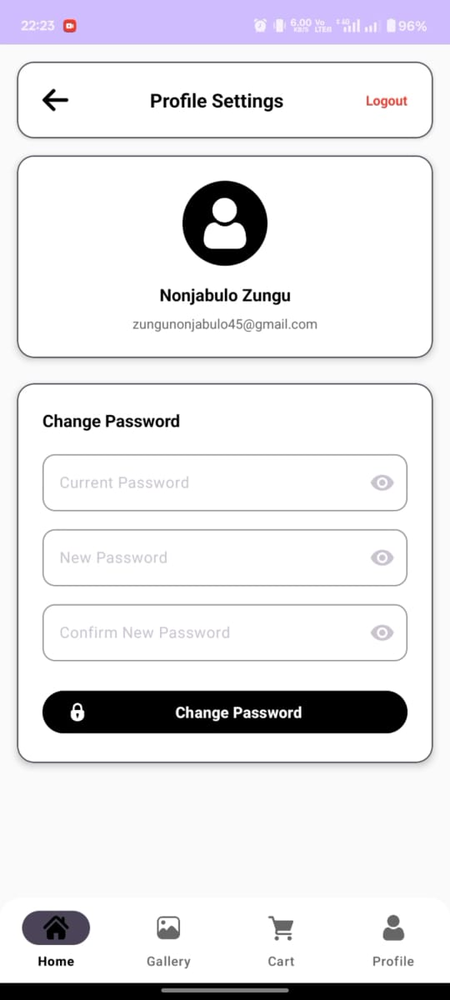 22:23 6.00 KB/S Vo LTE 4G 96%
Profile Settings Logout
Nonjabulo Zungu
zungunonjabulo45@gmail.com
Change Password
Current Password
New Password
Confirm New Password
Change Password
Home Gallery Cart Profile